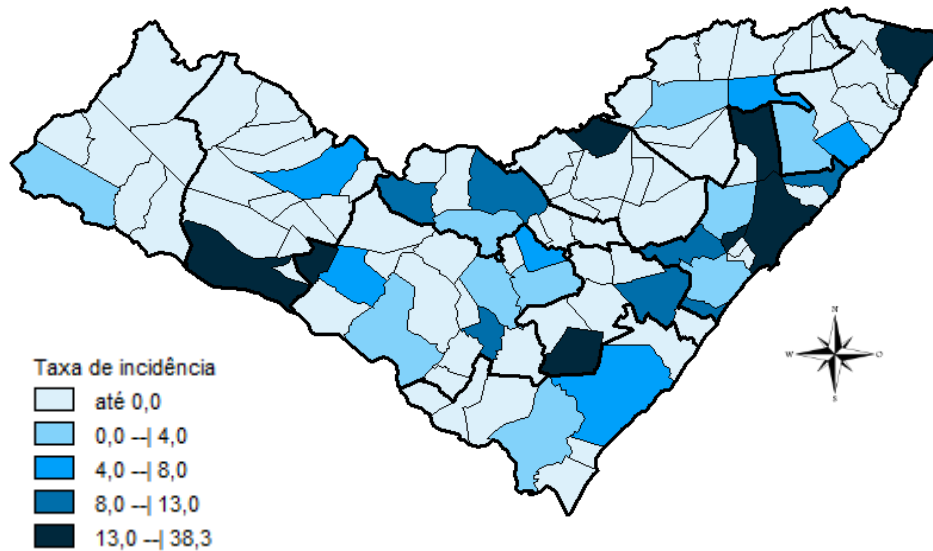 N
W
O
S
Taxa de incidência
até 0,0
0,0 --| 4,0
4,0 --| 8,0
8,0 --| 13,0
13,0 --| 38,3